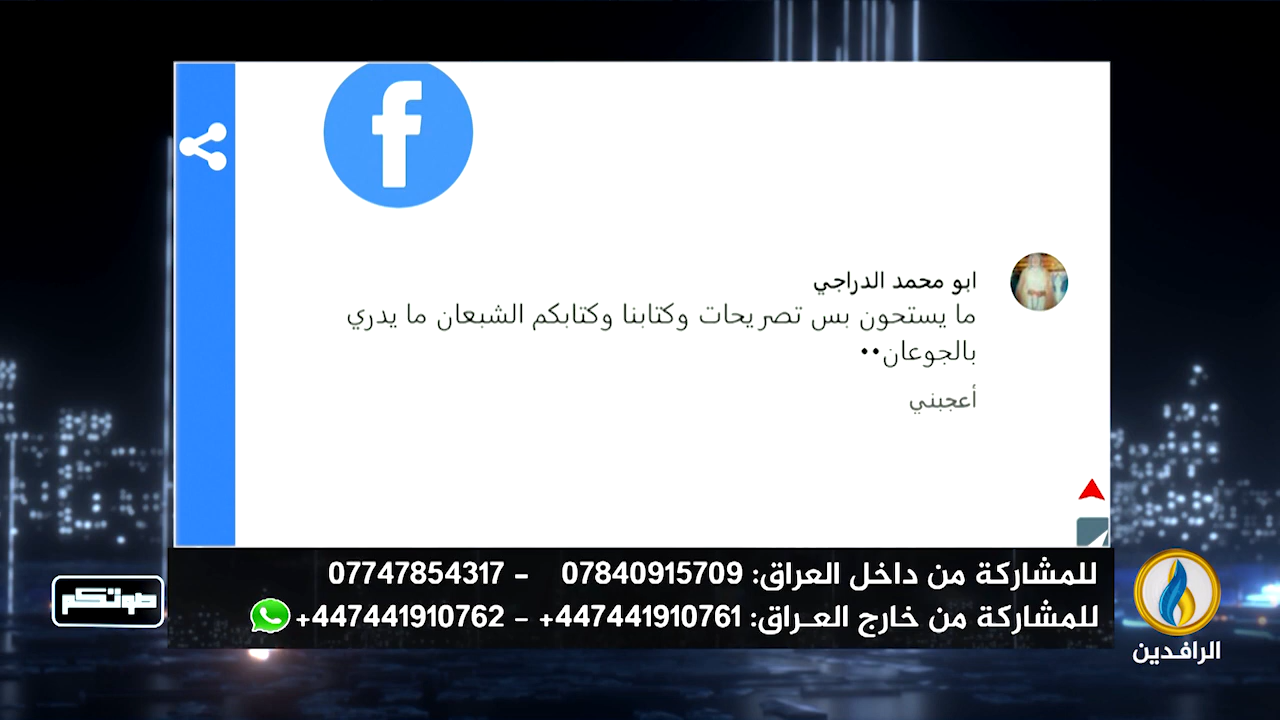 f
ابو محمد الدراجي
ما يستحون بس تصريحات وكتابنا وكتابكم الشبعان ما يدري
بالجوعان••
أعجبني
للمشاركة من داخل العراق: 07840915709 - 07747854317
للمشاركة من خارج العـراق: 447441910761+ - 447441910762+
صوتكم
الرافدين